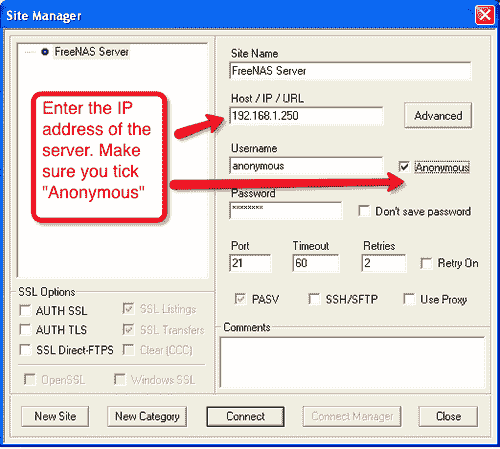 Site Manager
FreeNAS Server
Enter the IP
address of the
server. Make
sure you tick
"Anonymous"
Site Name
FreeNAS Server
Host / IP / URL
192.168.1.250
Advanced
Username
anonymous
Anonymous
Password
********
Don't save password
Port Timeout Retries
21 60 2 Retry On
PASV SSH/SFTP Use Proxy
SSL Options
AUTH SSL SSL Listings
AUTH TLS SSL Transfers
SSL Direct-FTPS Clear (CCC)
OpenSSL Windows SSL
Comments
New Site New Category Connect Connect Manager Close